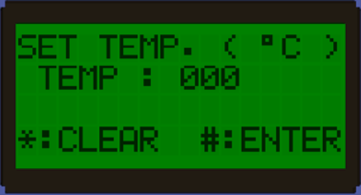 SET TEMP. ( °C )
TEMP : 000
*:CLEAR #:ENTER